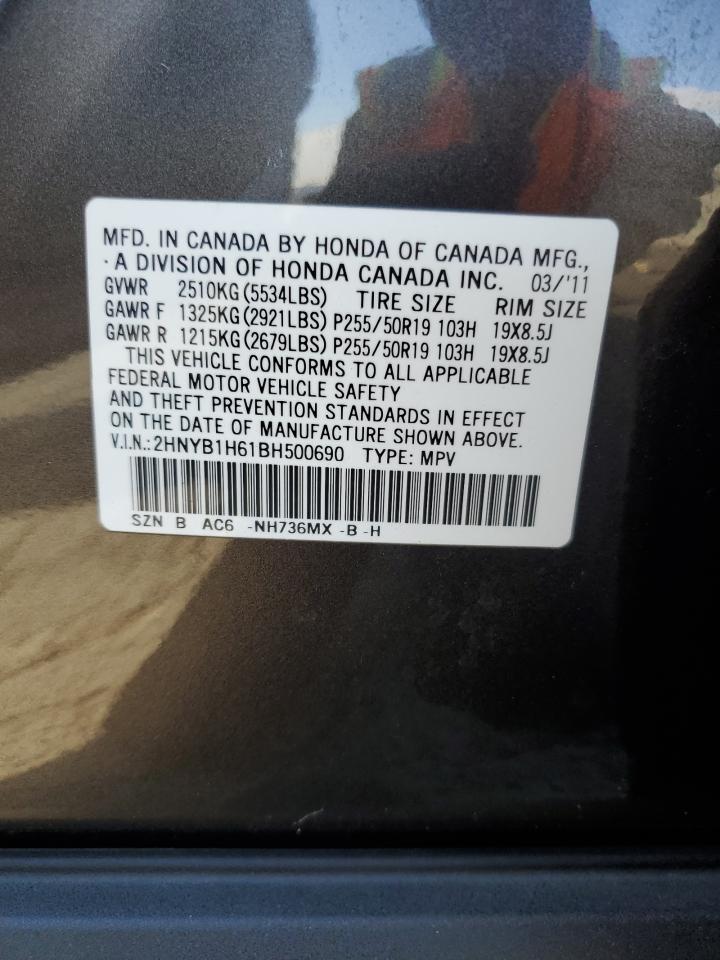 MFD. IN CANADA BY HONDA OF CANADA MFG.,
· A DIVISION OF HONDA CANADA INC. 03/'11
GVWR 2510KG(5534LBS) TIRE SIZE RIM SIZE
GAWR F 1325KG(2921LBS) P255/50R19 103H 19X8.5J
GAWR R 1215KG(2679LBS) P255/50R19 103H 19X8.5J
THIS VEHICLE CONFORMS TO ALL APPLICABLE
FEDERAL MOTOR VEHICLE SAFETY
AND THEFT PREVENTION STANDARDS IN EFFECT
ON THE DATE OF MANUFACTURE SHOWN ABOVE.
V.I.N.:2HNYB1H61BH500690 TYPE: MPV
SZN B AC6 -NH736MX -B -H